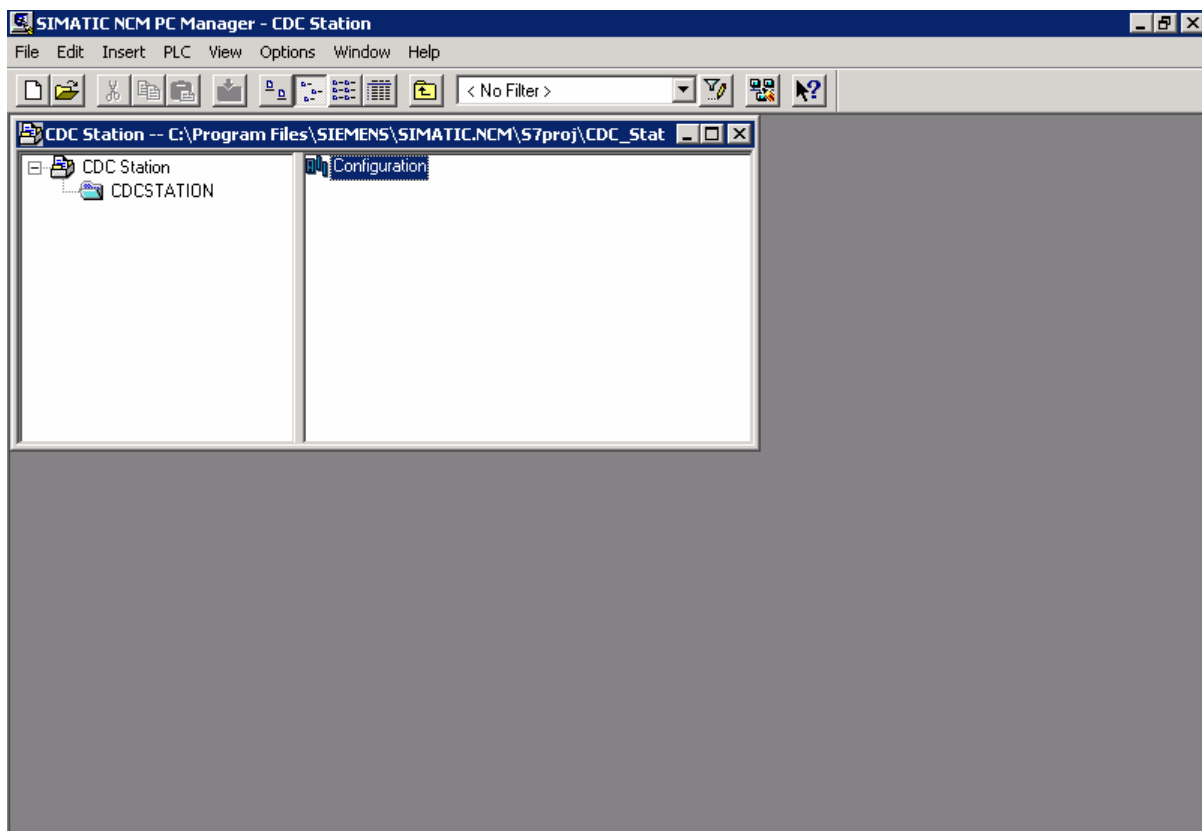 SIMATIC NCM PC Manager - CDC Station
File Edit Insert PLC View Options Window Help
< No Filter >
CDC Station -- C:\Program Files\SIEMENS\SIMATIC.NCM\S7proj\CDC_Stat
CDC Station
CDCSTATION
Configuration